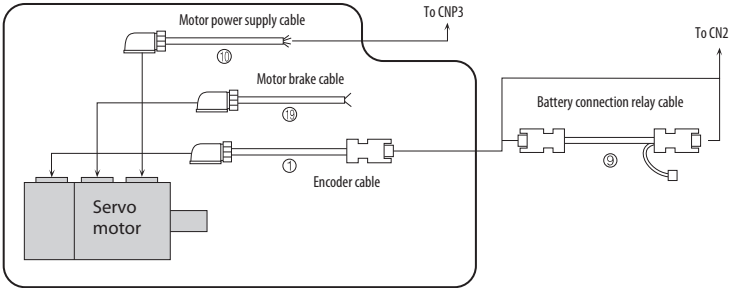 Motor power supply cable
To CNP3
⑩
To CN2
Motor brake cable
⑲
Battery connection relay cable
①
⑨
Encoder cable
Servo
motor